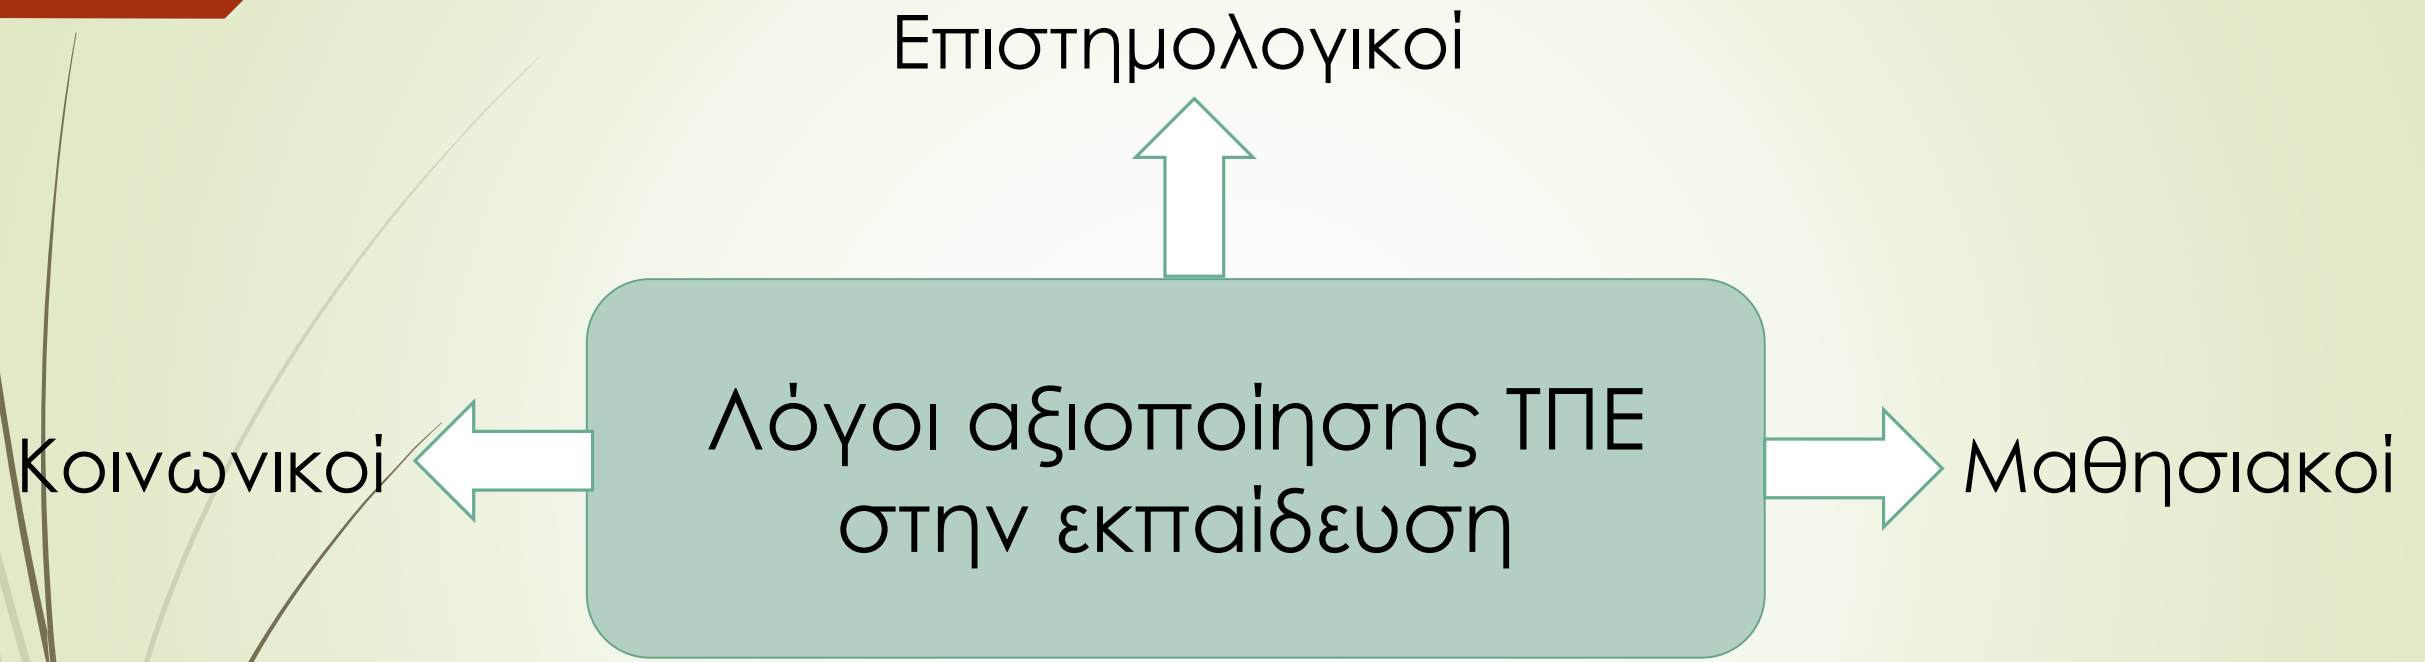 Επιστημολογικοί
Λόγοι αξιοποίησης ΤΠΕ
στην εκπαίδευση
Κοινωνικοί
Μαθησιακοί